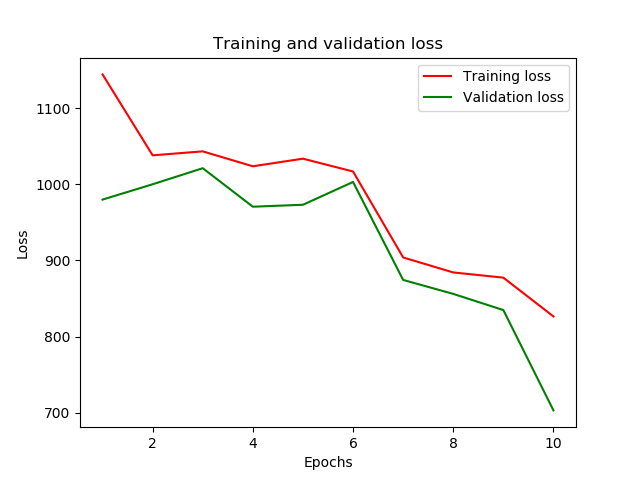 Training and validation loss
Training loss
Validation loss
1100
1000
900
800
700
Loss
2
4
6
8
10
Epochs